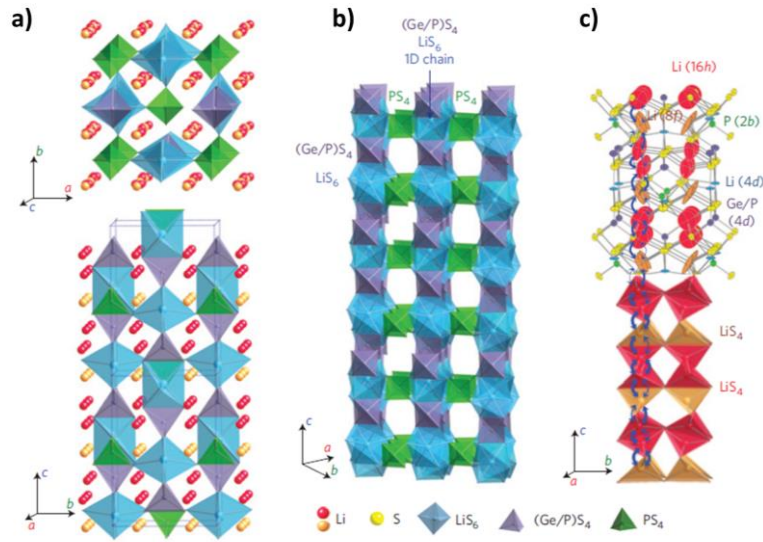 a)
b
c
a
c
a
b
b)
(Ge/P)S₄
LiS₆
1D chain
PS₄
PS₄
(Ge/P)S₄
LiS₆
c
a
b
c)
Li (16h)
Li(8f)
P (2b)
Li (4d)
Ge/P
(4d)
LiS₄
LiS₄
c
a
b
Li
S
LiS₆
(Ge/P)S₄
PS₄